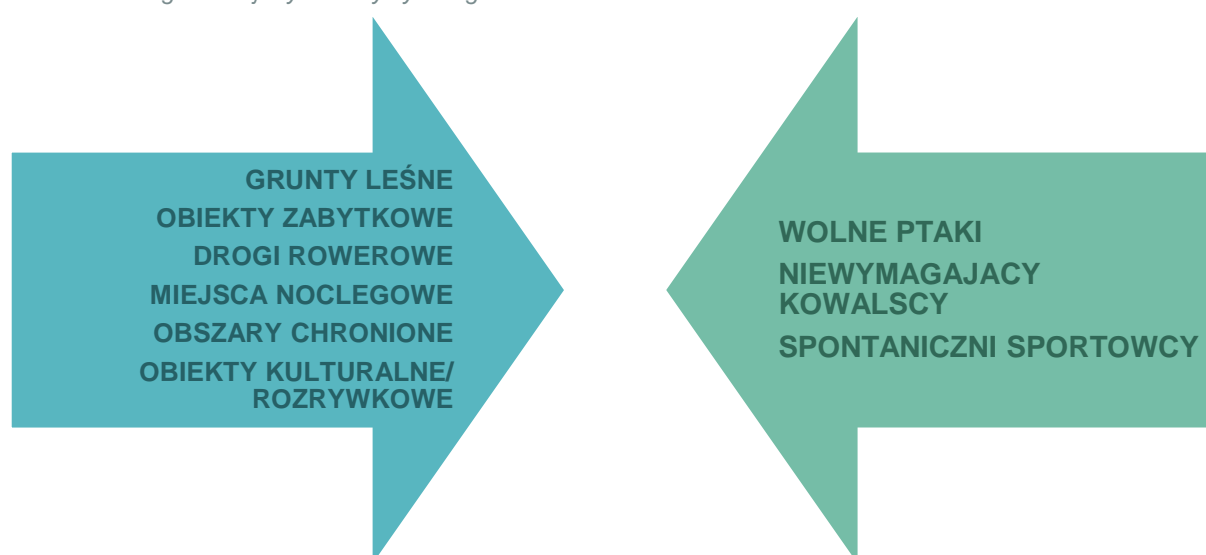 GRUNTY LEŚNE
OBIEKTY ZABYTKOWE
DROGI ROWEROWE
MIEJSCA NOCLEGOWE
OBSZARY CHRONIONE
OBIEKTY KULTURALNE/
ROZRYWKOWE
WOLNE PTAKI
NIEWYMAGAJACY
KOWALSCY
SPONTANICZNI SPORTOWCY